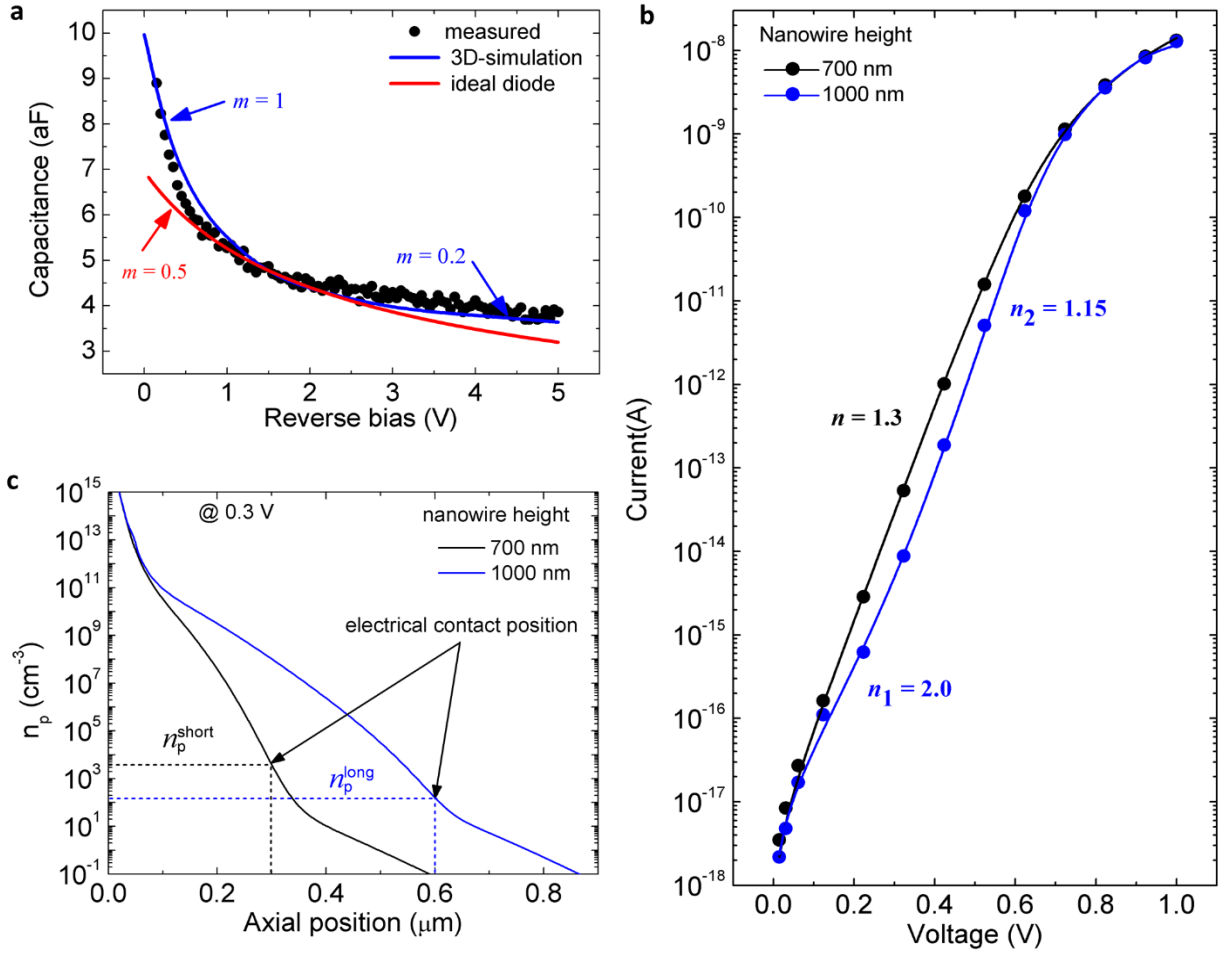 a
10
9
8
7
6
5
4
3
Capacitance (aF)
measured
3D-simulation
ideal diode
m = 1
m = 0.5
m = 0.2
0 1 2 3 4 5
Reverse bias (V)
b
Nanowire height
700 nm
1000 nm
10⁻⁸
10⁻⁹
10⁻¹⁰
10⁻¹¹
10⁻¹²
10⁻¹³
10⁻¹⁴
10⁻¹⁵
10⁻¹⁶
10⁻¹⁷
10⁻¹⁸
Current(A)
n₂ = 1.15
n = 1.3
n₁ = 2.0
0.0 0.2 0.4 0.6 0.8 1.0
Voltage (V)
c
10¹⁵
10¹³
10¹¹
10⁹
10⁷
10⁵
10³
10¹
10⁻¹
nₚ (cm⁻³)
@ 0.3 V
nanowire height
700 nm
1000 nm
electrical contact position
nₚshort
nₚlong
0.0 0.2 0.4 0.6 0.8
Axial position (μm)